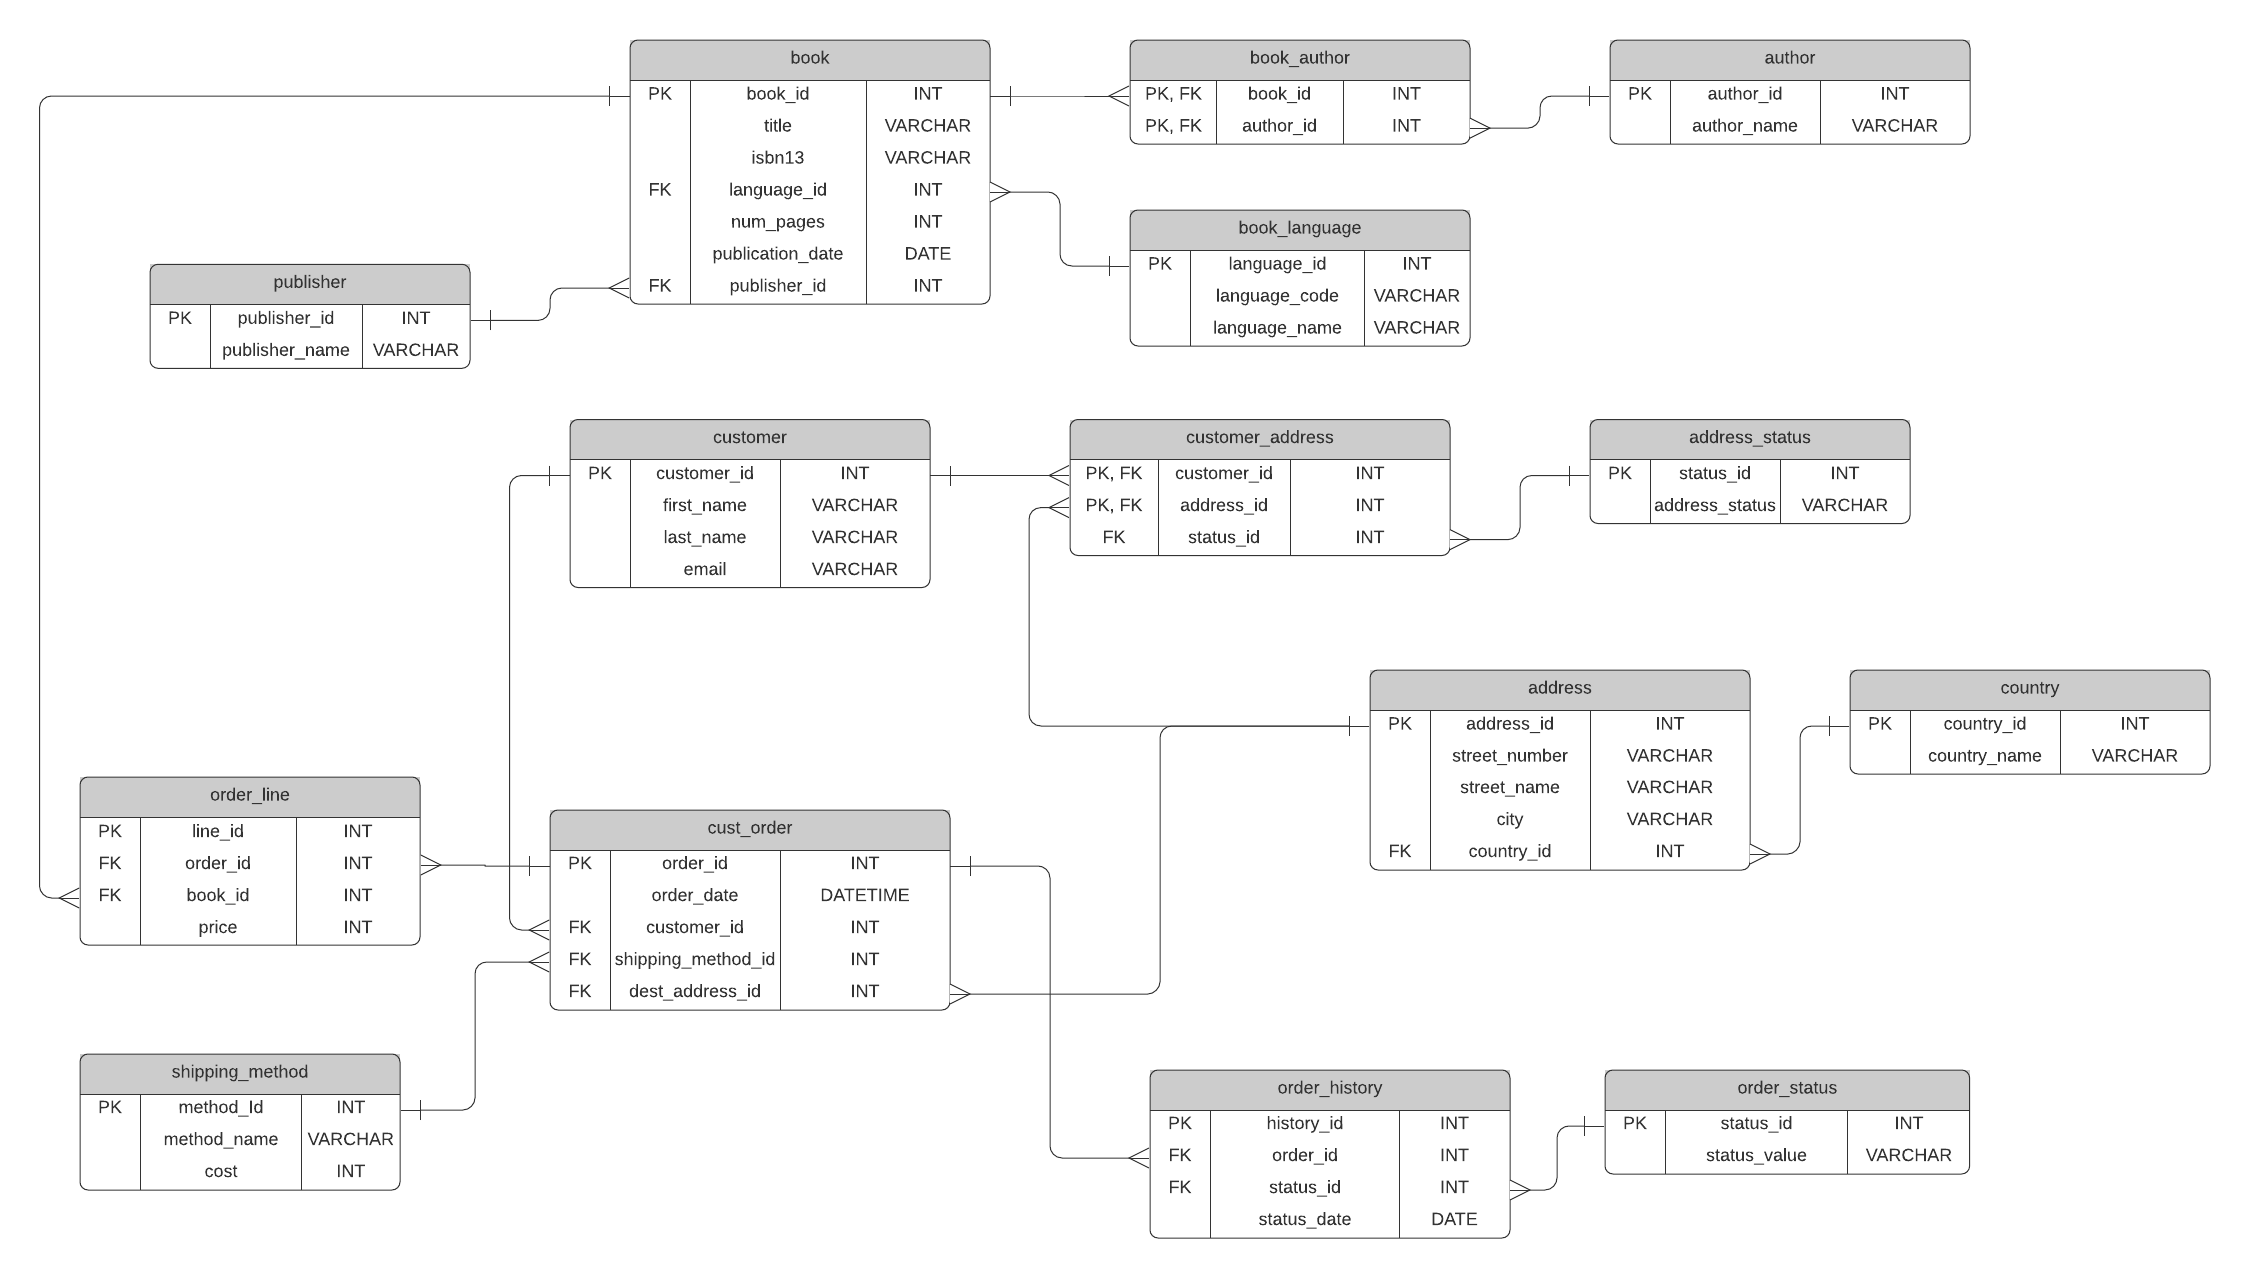 book
PK book_id INT
title VARCHAR
isbn13 VARCHAR
FK language_id INT
num_pages INT
publication_date DATE
FK publisher_id INT
book_author
PK, FK book_id INT
PK, FK author_id INT
author
PK author_id INT
author_name VARCHAR
book_language
PK language_id INT
language_code VARCHAR
language_name VARCHAR
publisher
PK publisher_id INT
publisher_name VARCHAR
customer
PK customer_id INT
first_name VARCHAR
last_name VARCHAR
email VARCHAR
customer_address
PK, FK customer_id INT
PK, FK address_id INT
FK status_id INT
address_status
PK status_id INT
address_status VARCHAR
address
PK address_id INT
street_number VARCHAR
street_name VARCHAR
city VARCHAR
FK country_id INT
country
PK country_id INT
country_name VARCHAR
order_line
PK line_id INT
FK order_id INT
FK book_id INT
price INT
cust_order
PK order_id INT
order_date DATETIME
FK customer_id INT
FK shipping_method_id INT
FK dest_address_id INT
shipping_method
PK method_Id INT
method_name VARCHAR
cost INT
order_history
PK history_id INT
FK order_id INT
FK status_id INT
status_date DATE
order_status
PK status_id INT
status_value VARCHAR